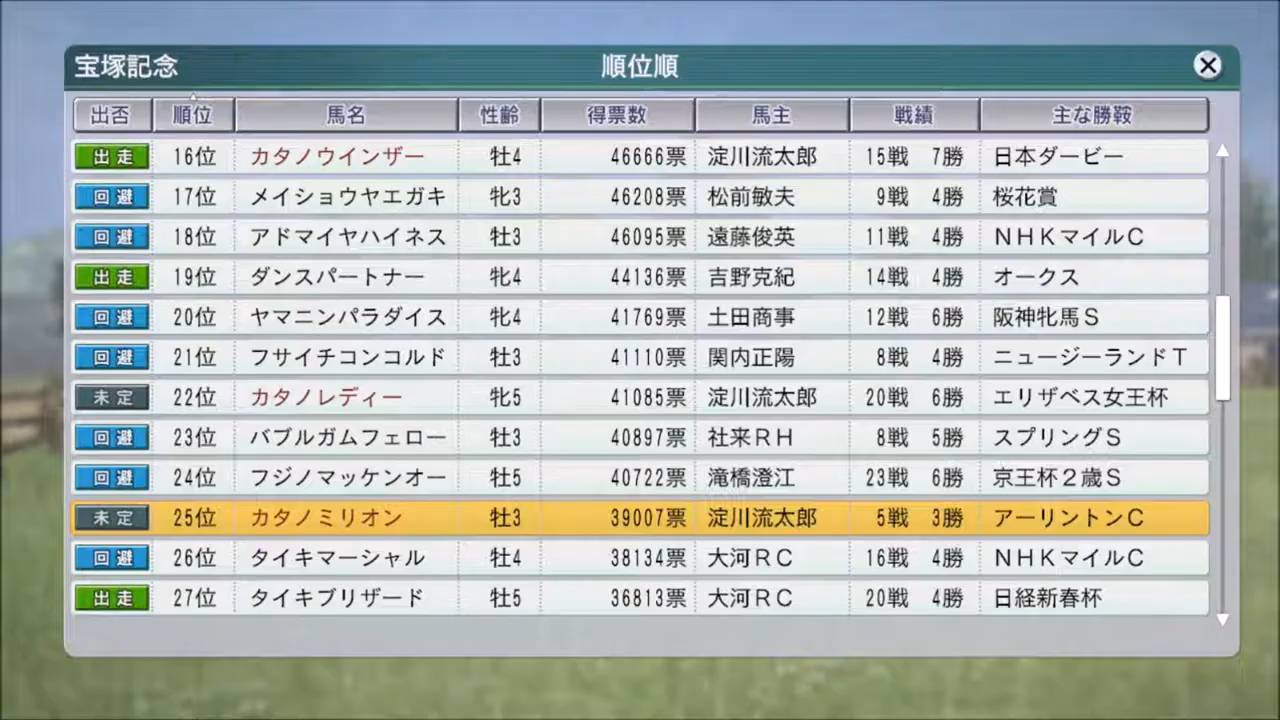 宝塚記念 順位順
出否 順位 馬名 性齢 得票数 馬主 戦績 主な勝鞍
出走 16位 カタノウインザー 牡4 46666票 淀川流太郎 15戦 7勝 日本ダービー
回避 17位 メイショウヤエガキ 牝3 46208票 松前敏夫 9戦 4勝 桜花賞
回避 18位 アドマイヤハイネス 牡3 46095票 遠藤俊英 11戦 4勝 ＮＨＫマイルＣ
出走 19位 ダンスパートナー 牝4 44136票 吉野克紀 14戦 4勝 オークス
回避 20位 ヤマニンパラダイス 牝4 41769票 土田商事 12戦 6勝 阪神牝馬Ｓ
回避 21位 フサイチコンコルド 牡3 41110票 関内正陽 8戦 4勝 ニュージーランドＴ
未定 22位 カタノレディー 牝5 41085票 淀川流太郎 20戦 6勝 エリザベス女王杯
回避 23位 バブルガムフェロー 牡3 40897票 社来ＲＨ 8戦 5勝 スプリングＳ
回避 24位 フジノマッケンオー 牡5 40722票 滝橋澄江 23戦 6勝 京王杯２歳Ｓ
未定 25位 カタノミリオン 牡3 39007票 淀川流太郎 5戦 3勝 アーリントンＣ
回避 26位 タイキマーシャル 牡4 38134票 大河ＲＣ 16戦 4勝 ＮＨＫマイルＣ
出走 27位 タイキブリザード 牡5 36813票 大河ＲＣ 20戦 4勝 日経新春杯